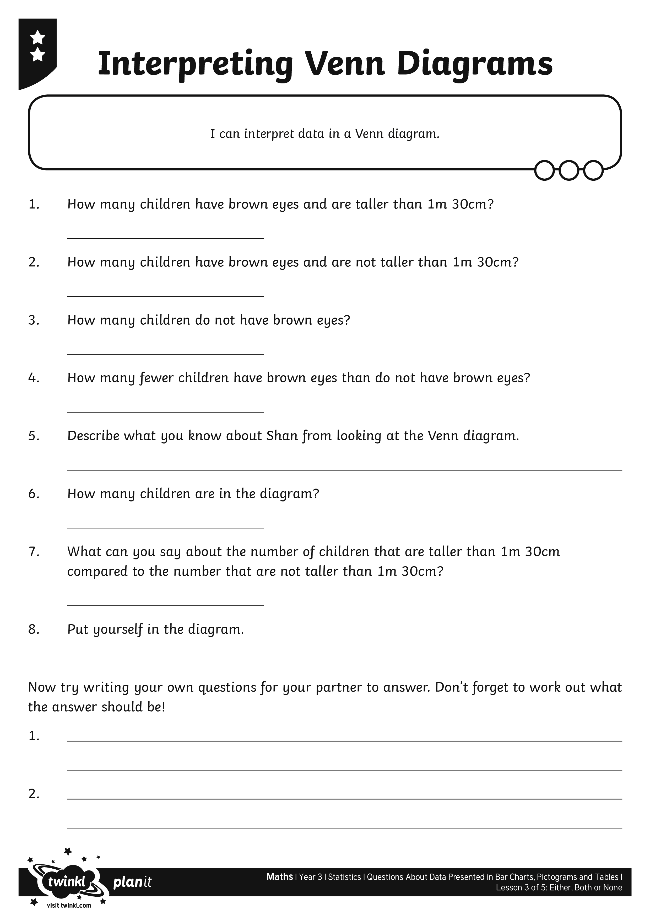 Interpreting Venn Diagrams
I can interpret data in a Venn diagram.
1. How many children have brown eyes and are taller than 1m 30cm?
2. How many children have brown eyes and are not taller than 1m 30cm?
3. How many children do not have brown eyes?
4. How many fewer children have brown eyes than do not have brown eyes?
5. Describe what you know about Shan from looking at the Venn diagram.
6. How many children are in the diagram?
7. What can you say about the number of children that are taller than 1m 30cm
compared to the number that are not taller than 1m 30cm?
8. Put yourself in the diagram.
Now try writing your own questions for your partner to answer. Don't forget to work out what
the answer should be!
1.
2.
twinkl planit
visit twinkl.com
Maths | Year 3 | Statistics | Questions About Data Presented in Bar Charts, Pictograms and Tables |
Lesson 3 of 5: Either, Both or None